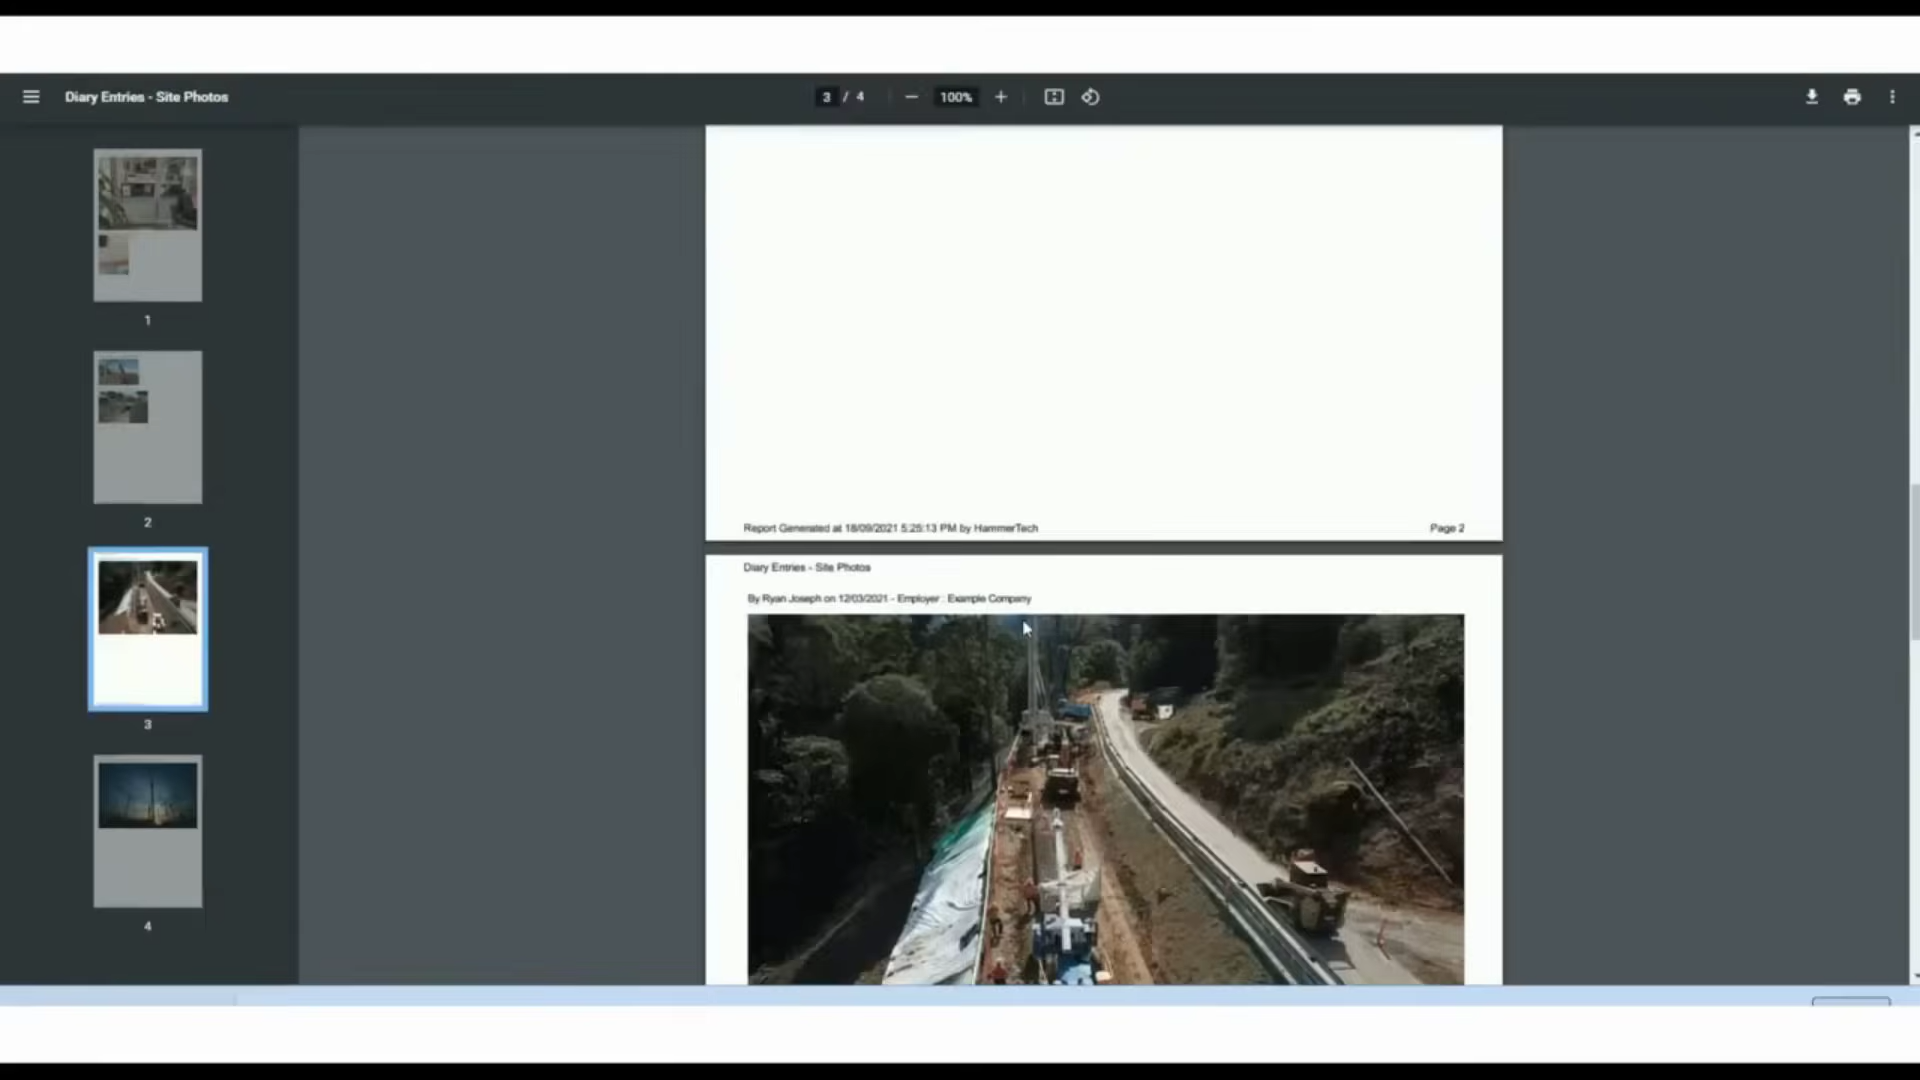 Diary Entries - Site Photos
3 / 4
100%
1
2
3
4
Report Generated at 18/09/2021 5:25:13 PM by HammerTech
Page 2
Diary Entries - Site Photos
By Ryan Joseph on 12/03/2021 - Employer : Example Company